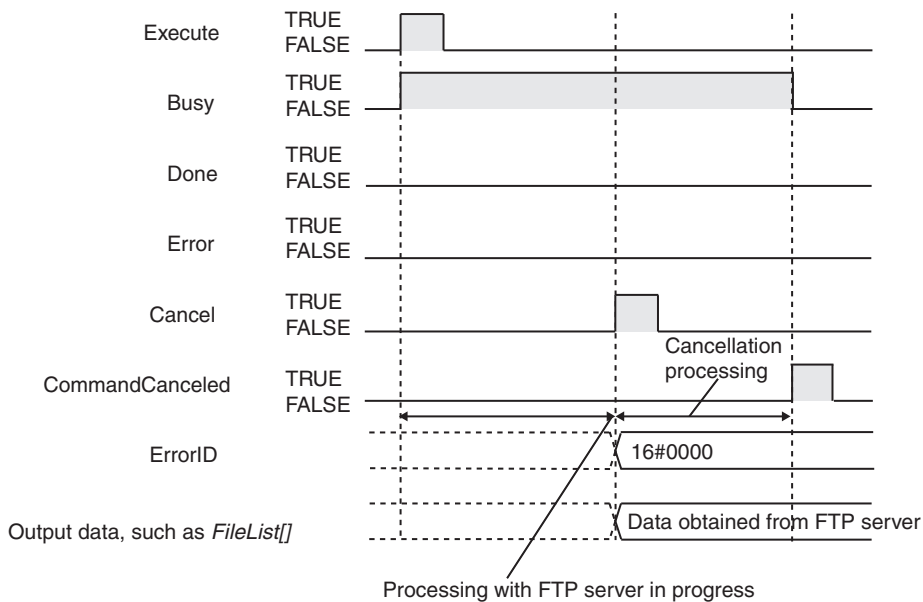 Execute
TRUE
FALSE
Busy
TRUE
FALSE
Done
TRUE
FALSE
Error
TRUE
FALSE
Cancel
TRUE
FALSE
Cancellation
processing
CommandCanceled
TRUE
FALSE
ErrorID
16#0000
Output data, such as FileList[]
Data obtained from FTP server
Processing with FTP server in progress